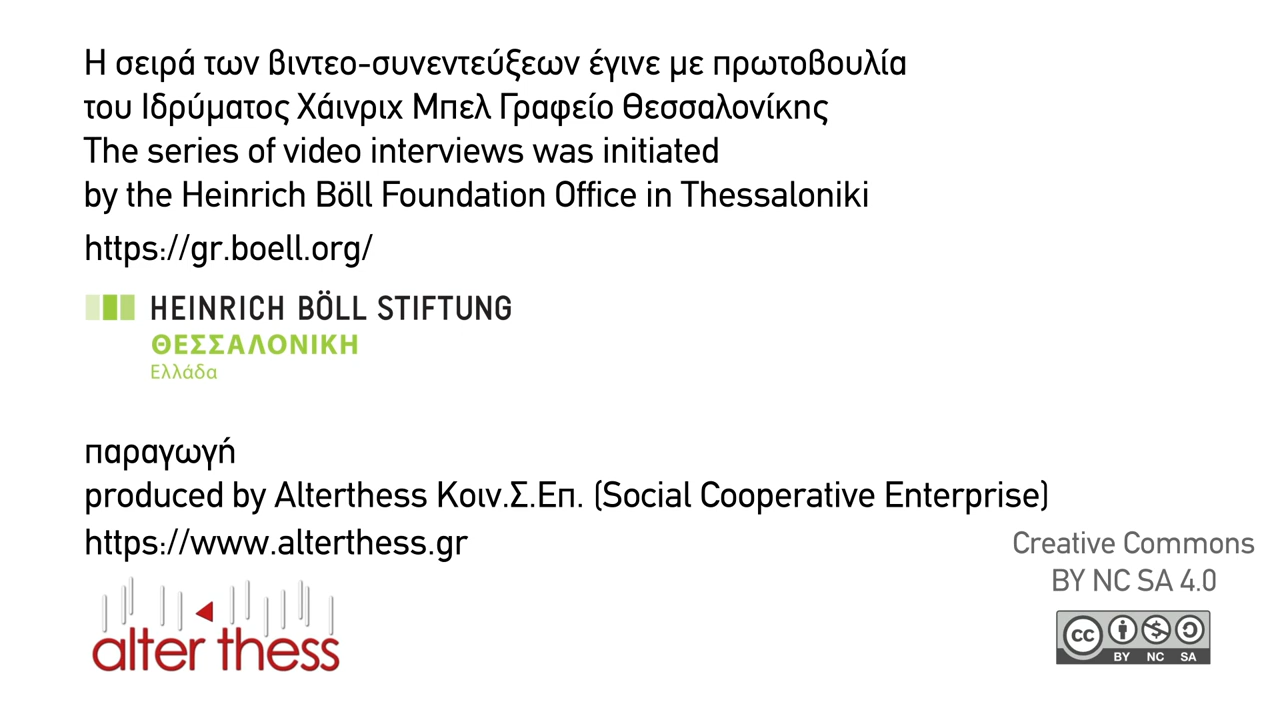 Η σειρά των βιντεο-συνεντεύξεων έγινε με πρωτοβουλία
του Ιδρύματος Χάινριχ Μπελ Γραφείο Θεσσαλονίκης
The series of video interviews was initiated
by the Heinrich Böll Foundation Office in Thessaloniki
https://gr.boell.org/
HEINRICH BÖLL STIFTUNG
ΘΕΣΣΑΛΟΝΙΚΗ
Ελλάδα
παραγωγή
produced by Alterthess Κοιν.Σ.Επ. (Social Cooperative Enterprise)
https://www.alterthess.gr
alter thess
Creative Commons
BY NC SA 4.0
cc
BY NC SA